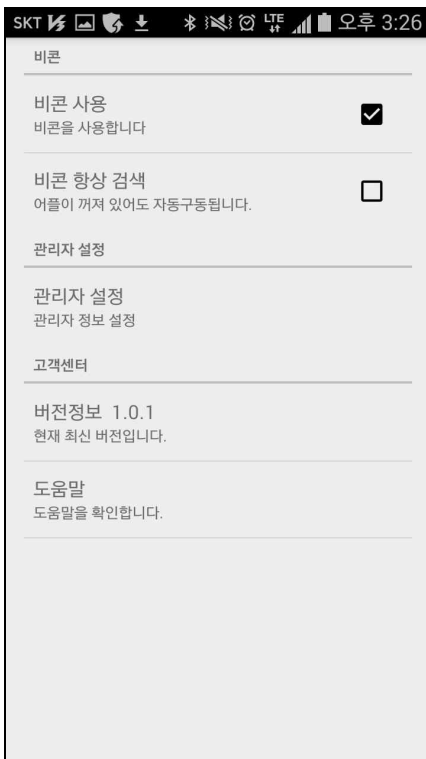 SKT LTE 오후 3:26
비콘
비콘 사용
비콘을 사용합니다
비콘 항상 검색
어플이 꺼져 있어도 자동구동됩니다.
관리자 설정
관리자 설정
관리자 정보 설정
고객센터
버전정보 1.0.1
현재 최신 버전입니다.
도움말
도움말을 확인합니다.